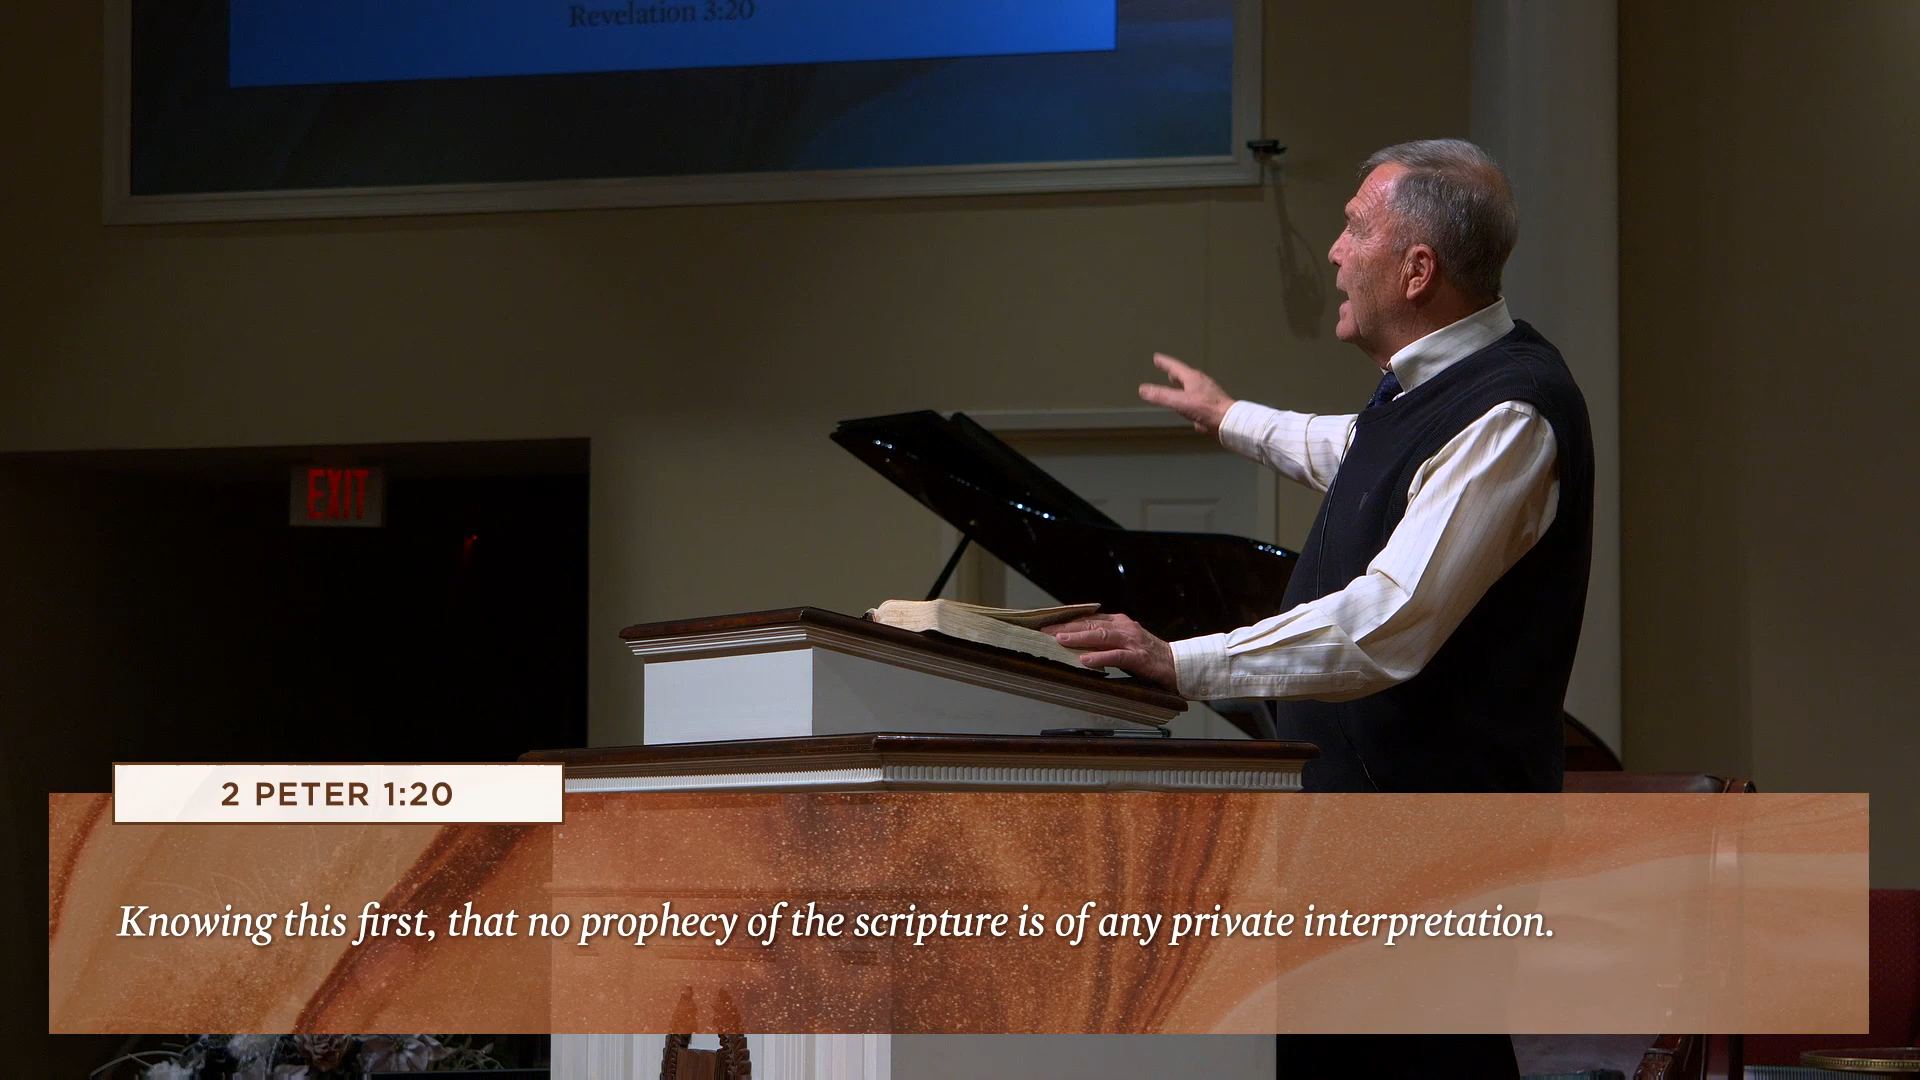 Revelation 3:20
EXIT
2 PETER 1:20
Knowing this first, that no prophecy of the scripture is of any private interpretation.